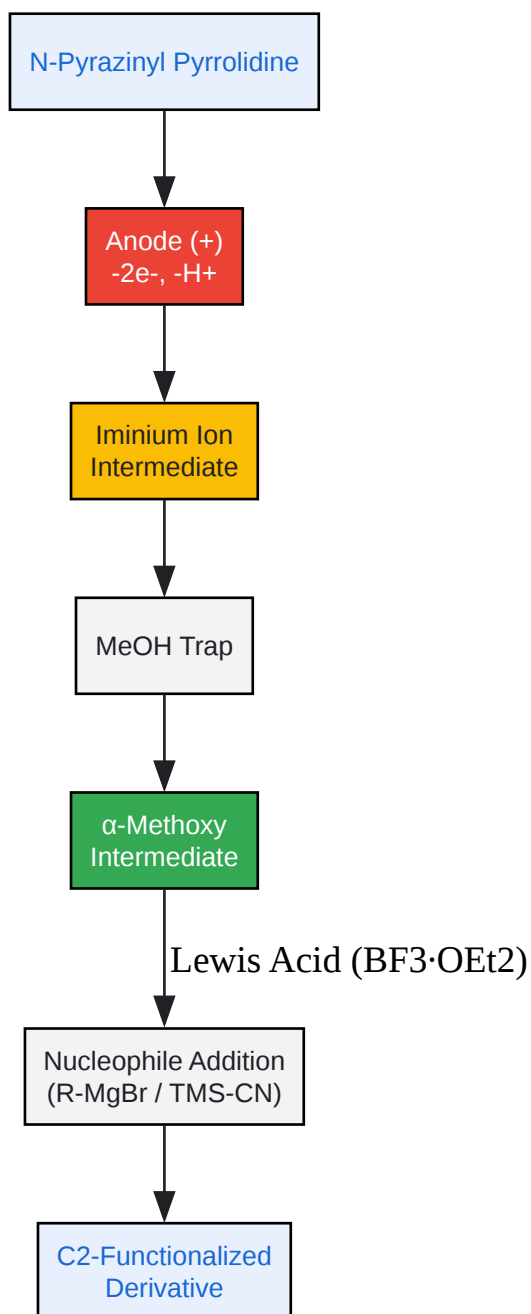 N-Pyrazinyl Pyrrolidine
Anode (+)
-2e-, -H+
Iminium Ion
Intermediate
MeOH Trap
α-Methoxy
Intermediate
Lewis Acid (BF3·OEt2)
Nucleophile Addition
(R-MgBr / TMS-CN)
C2-Functionalized
Derivative